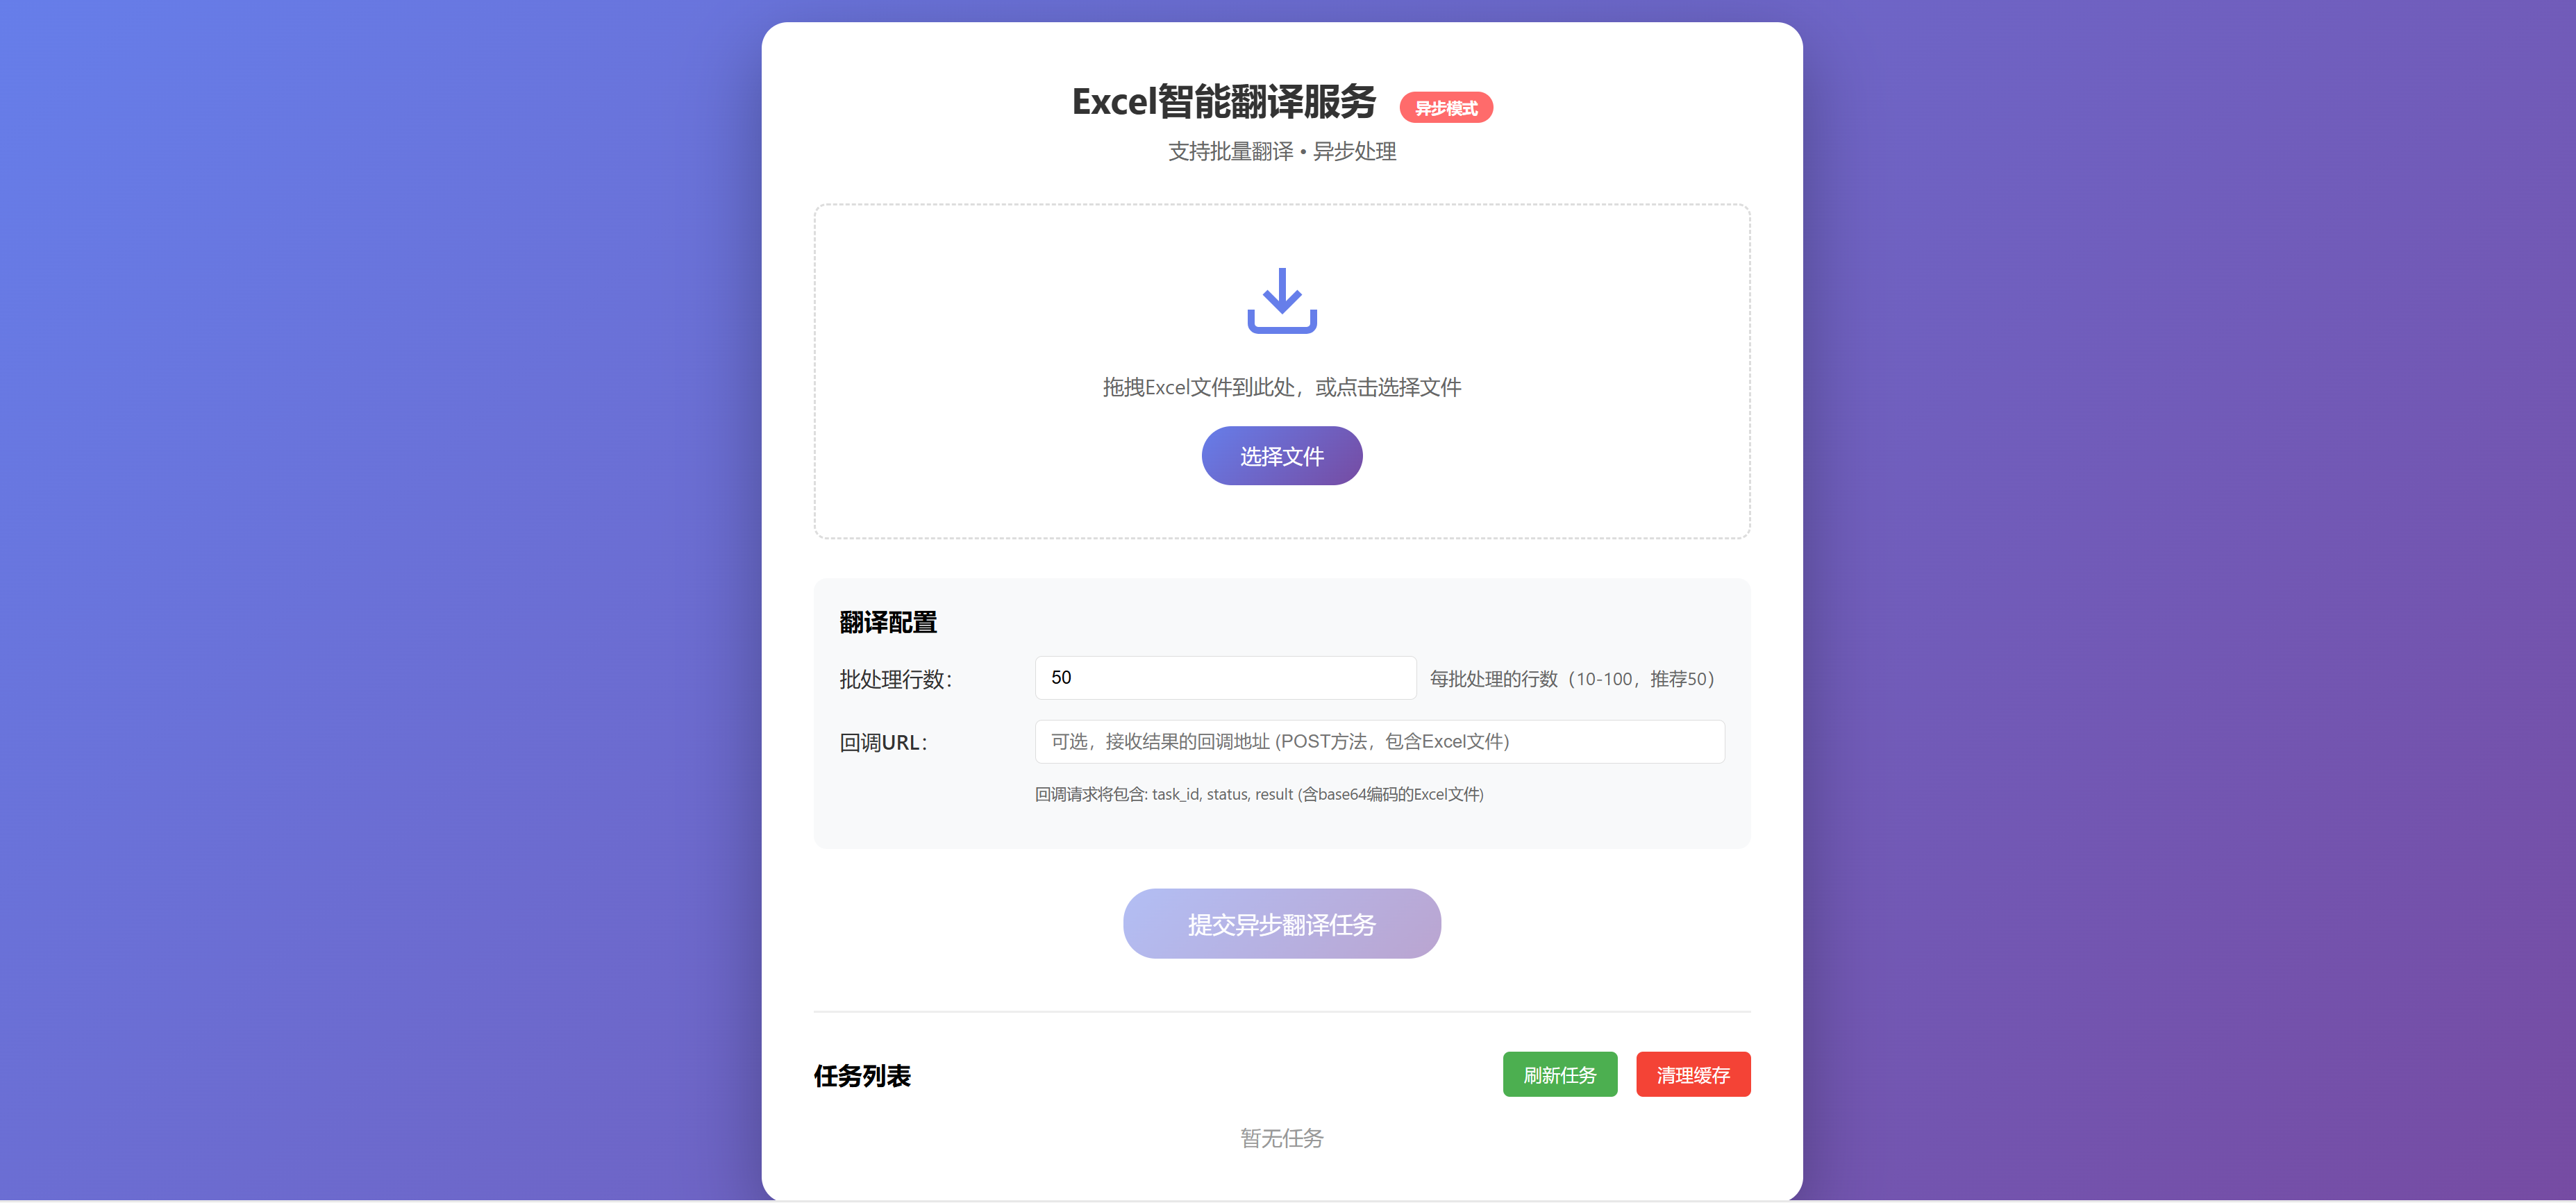 Excel智能翻译服务 异步模式
支持批量翻译 • 异步处理
拖拽Excel文件到此处，或点击选择文件
选择文件
翻译配置
批处理行数： 50 每批处理的行数（10-100，推荐50）
回调URL： 可选，接收结果的回调地址 (POST方法，包含Excel文件)
回调请求将包含: task_id, status, result (含base64编码的Excel文件)
提交异步翻译任务
任务列表 刷新任务 清理缓存
暂无任务